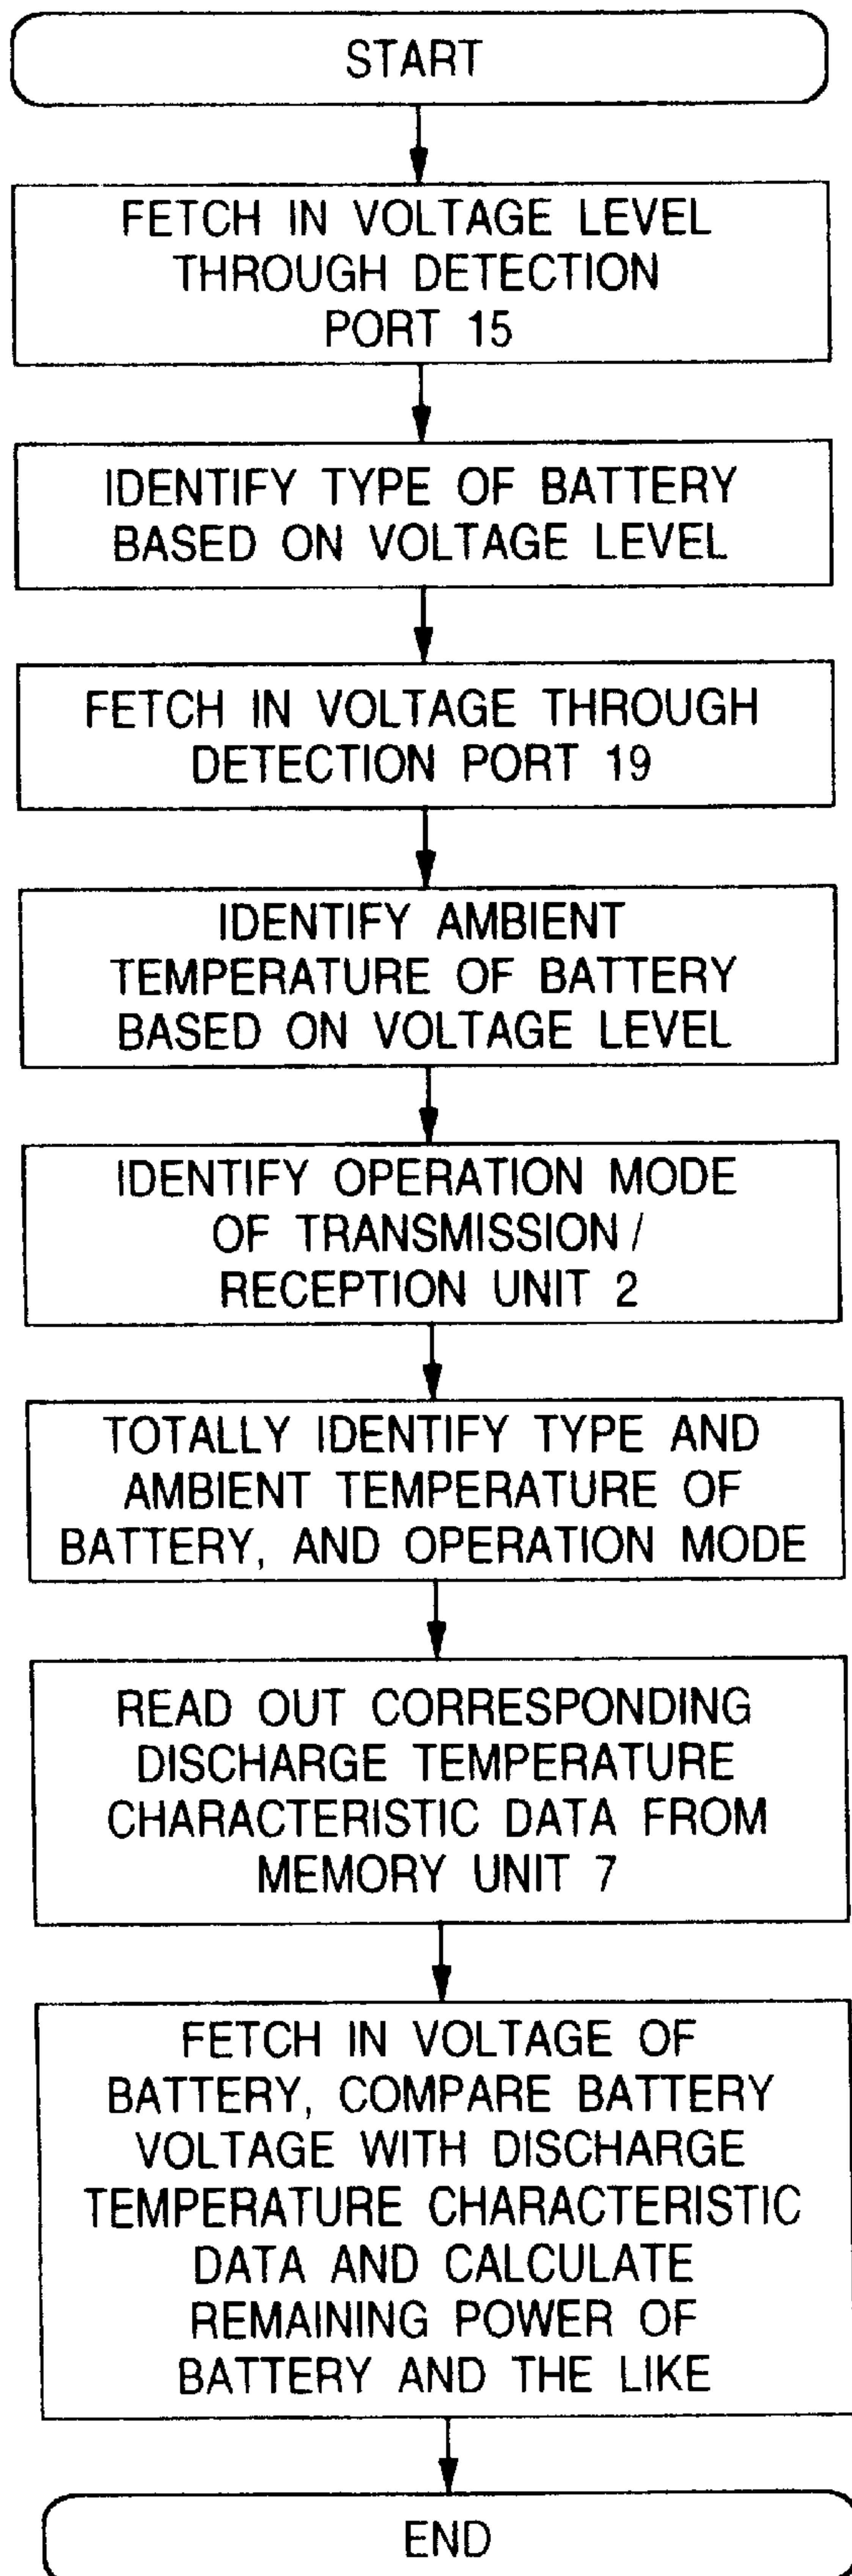 START
FETCH IN VOLTAGE LEVEL
THROUGH DETECTION
PORT 15
IDENTIFY TYPE OF BATTERY
BASED ON VOLTAGE LEVEL
FETCH IN VOLTAGE THROUGH
DETECTION PORT 19
IDENTIFY AMBIENT
TEMPERATURE OF BATTERY
BASED ON VOLTAGE LEVEL
IDENTIFY OPERATION MODE
OF TRANSMISSION /
RECEPTION UNIT 2
TOTALLY IDENTIFY TYPE AND
AMBIENT TEMPERATURE OF
BATTERY, AND OPERATION MODE
READ OUT CORRESPONDING
DISCHARGE TEMPERATURE
CHARACTERISTIC DATA FROM
MEMORY UNIT 7
FETCH IN VOLTAGE OF
BATTERY, COMPARE BATTERY
VOLTAGE WITH DISCHARGE
TEMPERATURE CHARACTERISTIC
DATA AND CALCULATE
REMAINING POWER OF
BATTERY AND THE LIKE
END